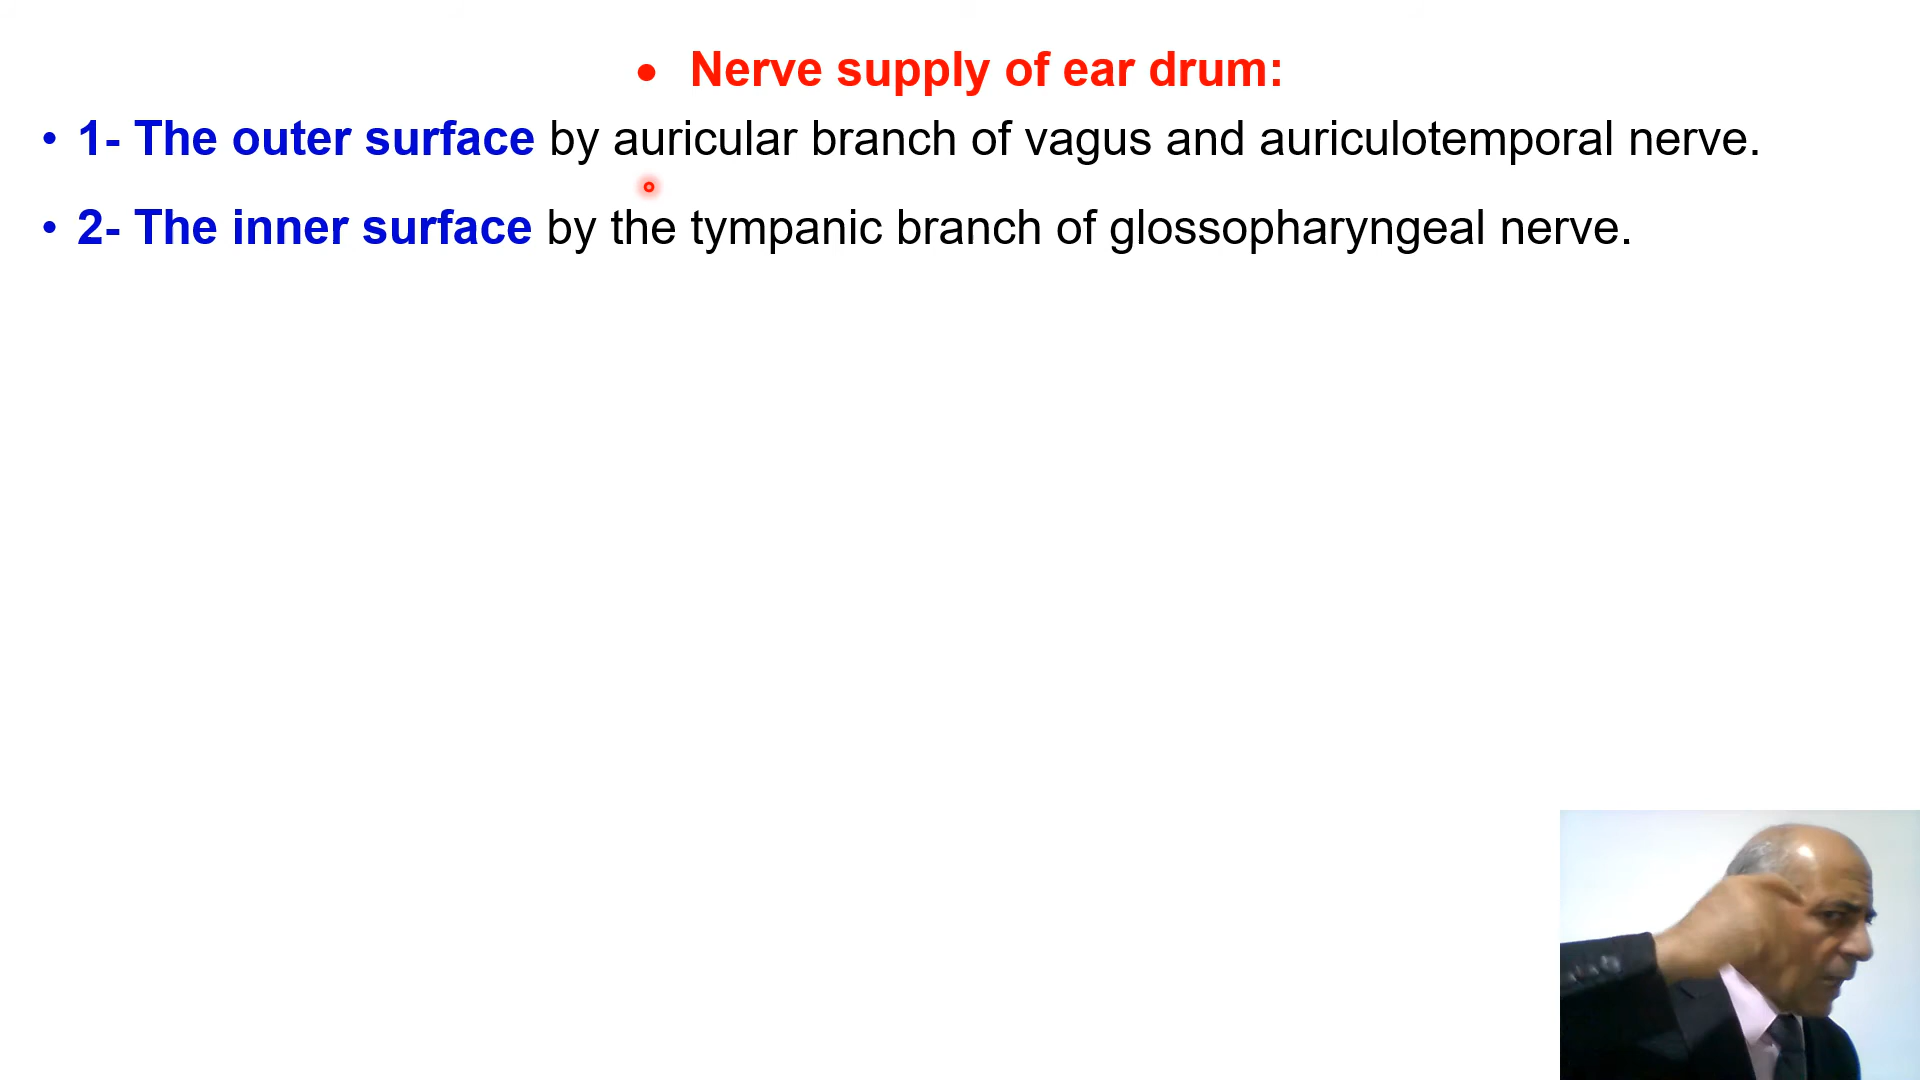 • Nerve supply of ear drum:
• 1- The outer surface by auricular branch of vagus and auriculotemporal nerve.
• 2- The inner surface by the tympanic branch of glossopharyngeal nerve.